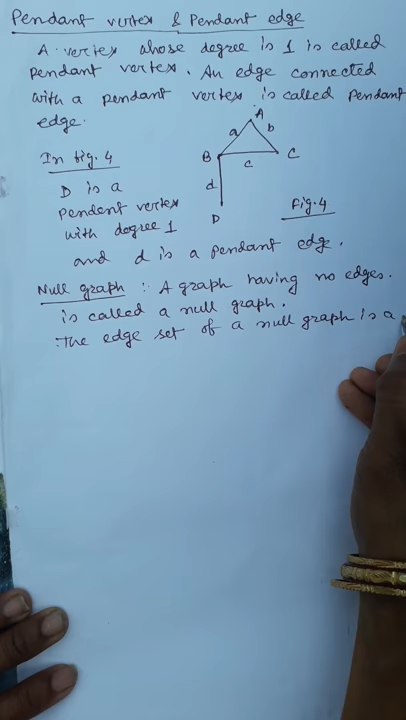 Pendant vertex & Pendant edge
A vertex whose degree is 1 is called
pendant vertex. An edge connected
with a pendant vertex is called pendant
edge.
A
a b
B C
c
d
D
Fig.4
In fig. 4
D is a
pendent vertex
with degree 1
and d is a pendant edge.
Null graph : A graph having no edges.
is called a null graph.
The edge set of a null graph is a